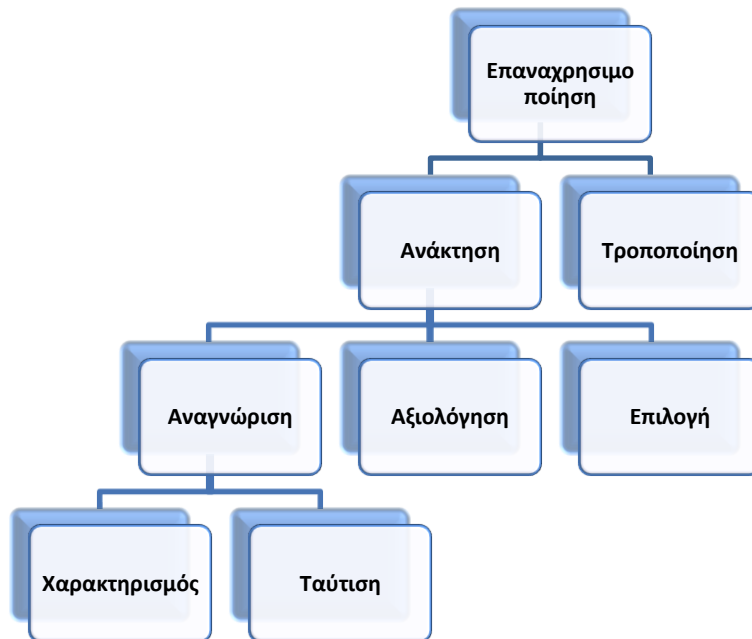 Επαναχρησιμο
ποίηση
Ανάκτηση
Τροποποίηση
Αναγνώριση
Αξιολόγηση
Επιλογή
Χαρακτηρισμός
Ταύτιση